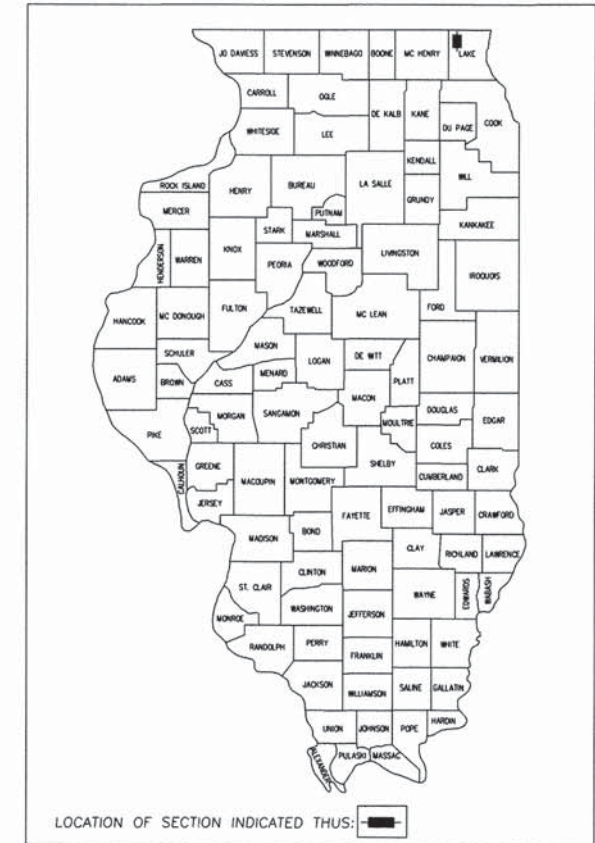 JO DAVIESS STEVENSON WINNEBAGO BOONE MC HENRY LAKE
CARROLL OGLE DE KALB KANE COOK
DU PAGE
WHITESIDE LEE
KENDALL WILL
ROCK ISLAND HENRY BUREAU LA SALLE GRUNDY
MERCER PUTNAM KANKAKEE
STARK MARSHALL
HENDERSON WARREN KNOX PEORIA WOODFORD LIVINGSTON IROQUOIS
HANCOOK MC DONOUGH FULTON TAZEWELL MC LEAN FORD
MASON
SCHULER LOGAN DE WITT CHAMPAIGN VERMILION
ADAMS BROWN CASS MENARD PLATT
MACON
MORGAN SANGAMON DOUGLAS
PIKE SCOTT CHRISTIAN MOULTRIE COLES EDGAR
SHELBY
CALHOUN GREENE MACOUPIN MONTGOMERY CUMBERLAND CLARK
JERSEY FAYETTE EFFINGHAM JASPER CRAWFORD
MADISON BOND
CLAY RICHLAND LAWRENCE
ST. CLAIR CLINTON MARION
WAYNE EDWARDS WABASH
MONROE WASHINGTON JEFFERSON
RANDOLPH PERRY HAMILTON WHITE
FRANKLIN
JACKSON WILLIAMSON SALINE GALLATIN
UNION JOHNSON POPE HARDIN
ALEXANDER PULASKI MASSAC
LOCATION OF SECTION INDICATED THUS: